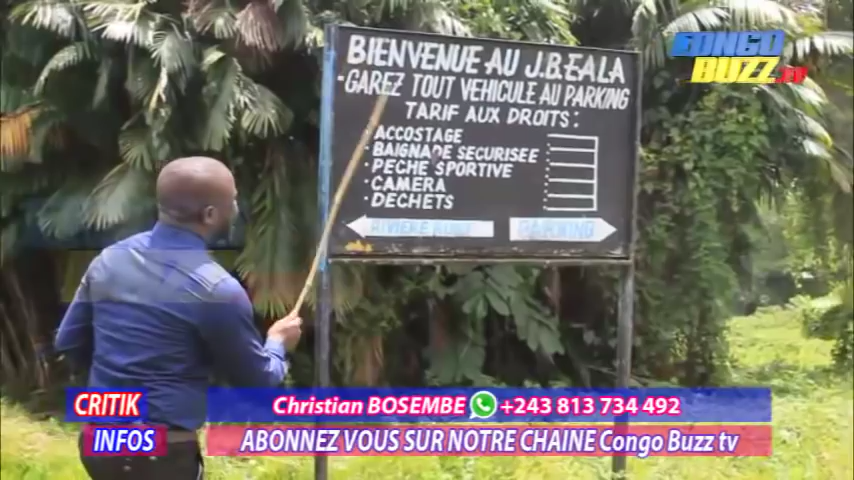 CONGO
BUZZ TV
BIENVENUE AU J.B.EALA
• GAREZ TOUT VEHICULE AU PARKING
TARIF AUX DROITS :
• ACCOSTAGE
• BAIGNADE SECURISEE
• PECHE SPORTIVE
• CAMERA
• DECHETS
RIVIERE
PARKING
CRITIK
INFOS
Christian BOSEMBE +243 813 734 492
ABONNEZ VOUS SUR NOTRE CHAINE Congo Buzz tv